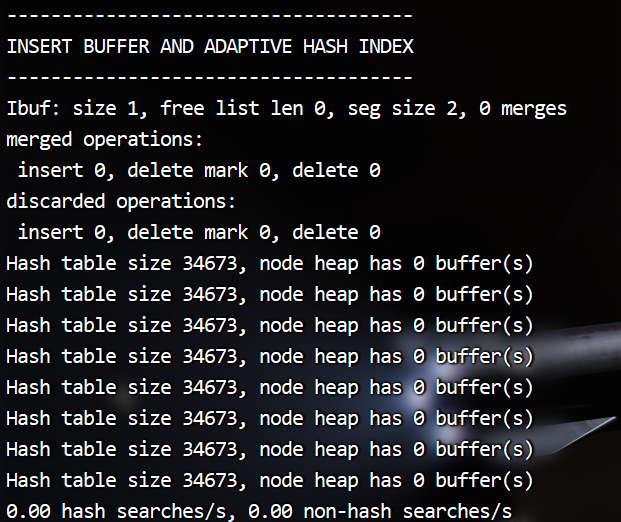 -------------------------------------
INSERT BUFFER AND ADAPTIVE HASH INDEX
-------------------------------------
Ibuf: size 1, free list len 0, seg size 2, 0 merges
merged operations:
 insert 0, delete mark 0, delete 0
discarded operations:
 insert 0, delete mark 0, delete 0
Hash table size 34673, node heap has 0 buffer(s)
Hash table size 34673, node heap has 0 buffer(s)
Hash table size 34673, node heap has 0 buffer(s)
Hash table size 34673, node heap has 0 buffer(s)
Hash table size 34673, node heap has 0 buffer(s)
Hash table size 34673, node heap has 0 buffer(s)
Hash table size 34673, node heap has 0 buffer(s)
Hash table size 34673, node heap has 0 buffer(s)
0.00 hash searches/s, 0.00 non-hash searches/s